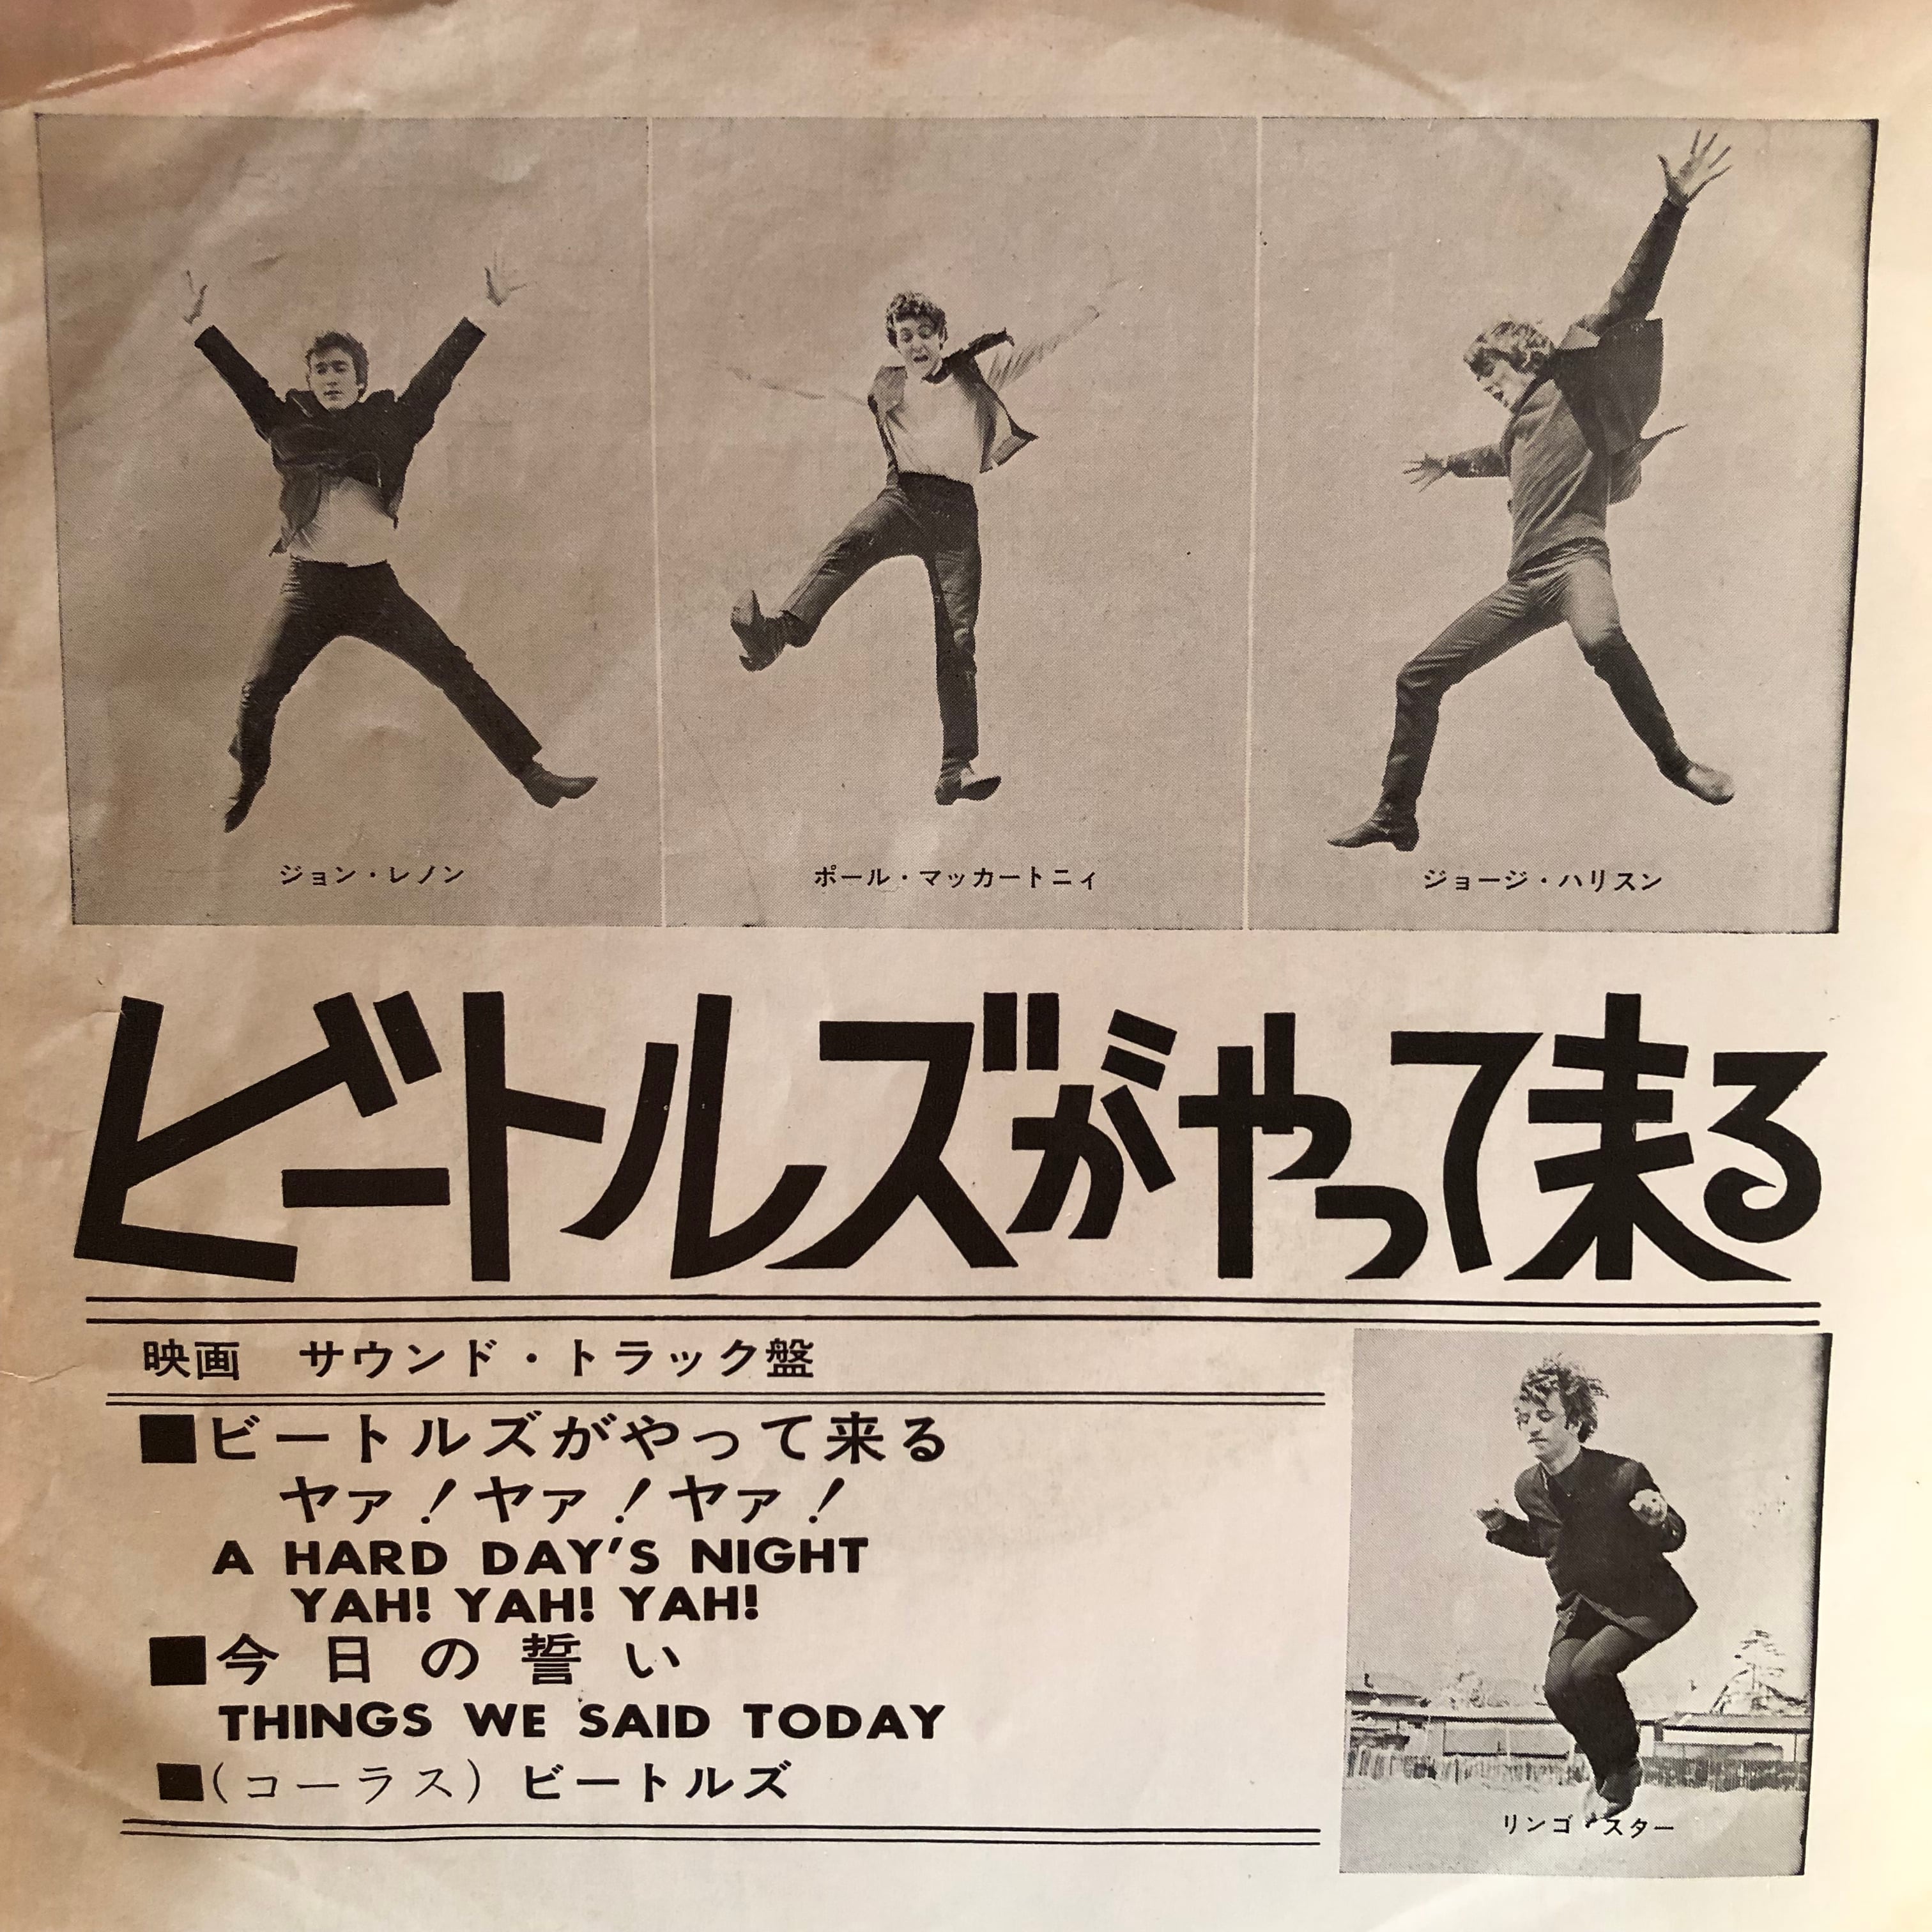 ジョン・レノン
ポール・マッカートニィ
ジョージ・ハリスン
ビートルズがやって来る
映画　サウンド・トラック盤
■ビートルズがやって来る
ヤァ！ヤァ！ヤァ！
A HARD DAY'S NIGHT
YAH! YAH! YAH!
■今日の誓い
THINGS WE SAID TODAY
■(コーラス) ビートルズ
リンゴ・スター